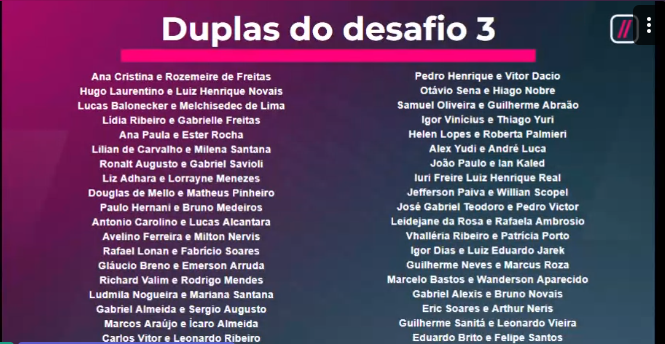 Duplas do desafio 3
Ana Cristina e Rozemeire de Freitas
Hugo Laurentino e Luiz Henrique Novais
Lucas Balonecker e Melchisedec de Lima
Lídia Ribeiro e Gabrielle Freitas
Ana Paula e Ester Rocha
Lilian de Carvalho e Milena Santana
Ronalt Augusto e Gabriel Savioli
Liz Adhara e Lorrayne Menezes
Douglas de Mello e Matheus Pinheiro
Paulo Hernani e Bruno Medeiros
Antonio Carolino e Lucas Alcantara
Avelino Ferreira e Milton Nervis
Rafael Lonan e Fabrício Soares
Gláucio Breno e Emerson Arruda
Richard Valim e Rodrigo Mendes
Ludmila Nogueira e Mariana Santana
Gabriel Almeida e Sergio Augusto
Marcos Araújo e Ícaro Almeida
Carlos Vitor e Leonardo Ribeiro
Pedro Henrique e Vitor Dacio
Otávio Sena e Hiago Nobre
Samuel Oliveira e Guilherme Abraão
Igor Vinícius e Thiago Yuri
Helen Lopes e Roberta Palmieri
Alex Yudi e André Luca
João Paulo e Ian Kaled
Iuri Freire Luiz Henrique Real
Jefferson Paiva e Willian Scopel
José Gabriel Teodoro e Pedro Victor
Leidejane da Rosa e Rafaela Ambrosio
Vhalléria Ribeiro e Patrícia Porto
Igor Dias e Luiz Eduardo Jarek
Guilherme Neves e Marcus Roza
Marcelo Bastos e Wanderson Aparecido
Gabriel Alexis e Bruno Novais
Eric Soares e Arthur Neris
Guilherme Sanitá e Leonardo Vieira
Eduardo Brito e Felipe Santos